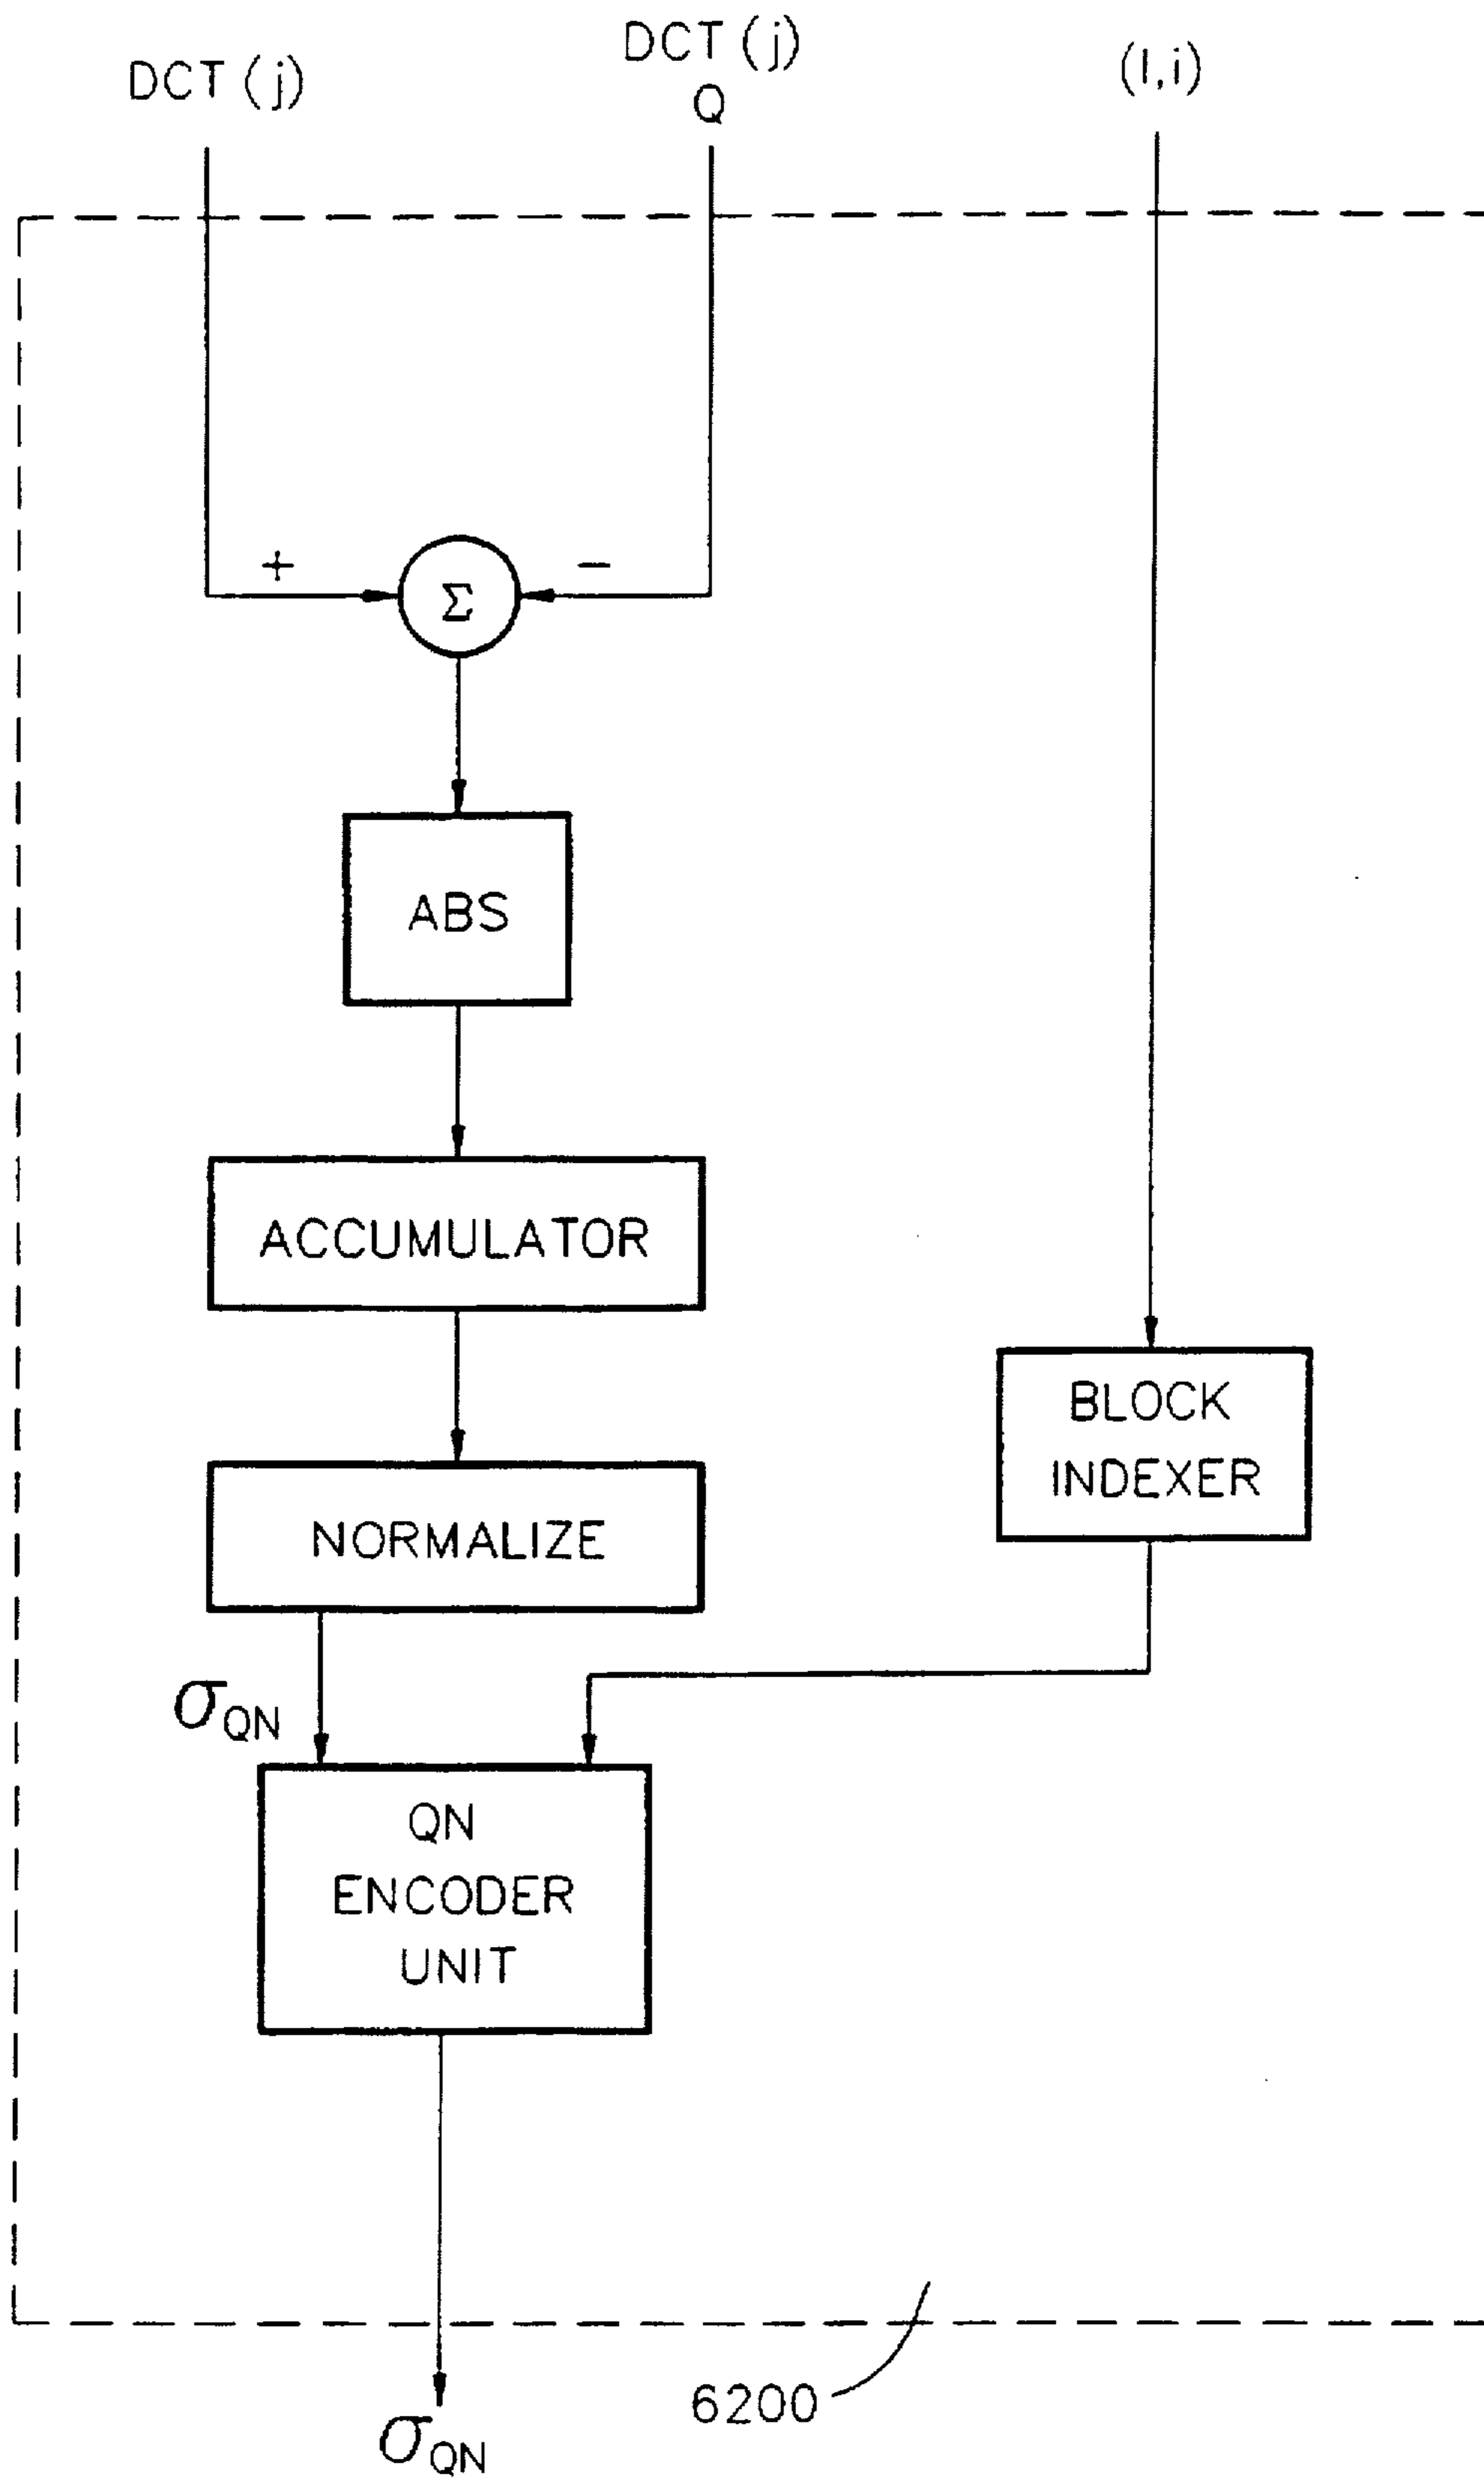 DCT (j)
DCT (j)
Q
(I,i)
+
−
Σ
ABS
ACCUMULATOR
BLOCK
INDEXER
NORMALIZE
σQN
QN
ENCODER
UNIT
6200
σQN